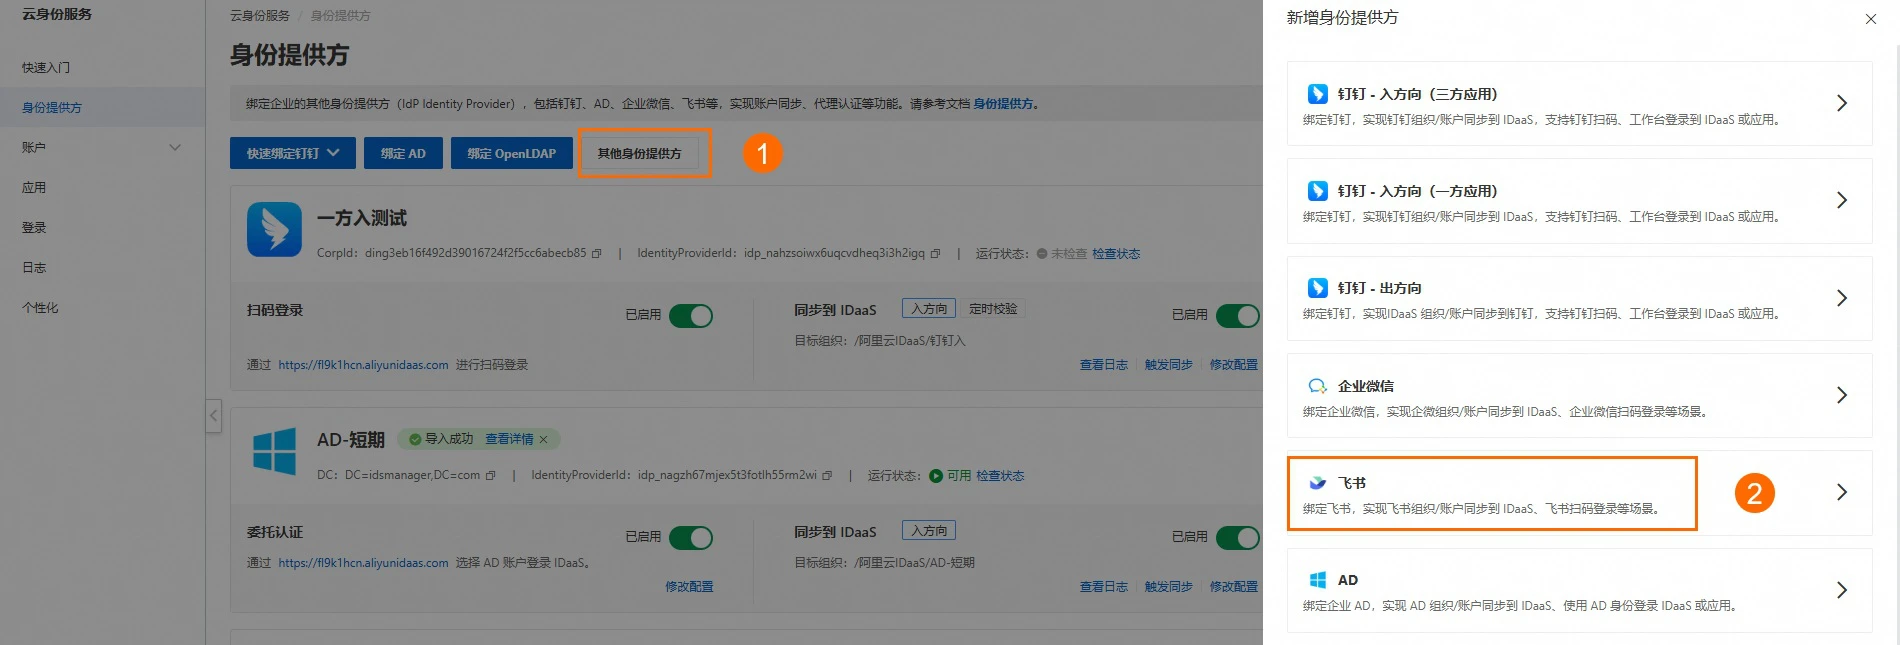 云身份服务
快速入门
身份提供方
账户
应用
登录
日志
个性化
云身份服务 / 身份提供方
身份提供方
绑定企业的其他身份提供方（IdP Identity Provider），包括钉钉、AD、企业微信、飞书等，实现账户同步、代理认证等功能。请参考文档 身份提供方。
快速绑定钉钉 绑定 AD 绑定 OpenLDAP 其他身份提供方 1
一方入测试
CorpId: ding3eb16f492d39016724f2f5cc6abecb85 | IdentityProviderId: idp_nahzsoiwx6uqcvdheq3i3h2igq | 运行状态: 未检查 检查状态
扫码登录 已启用
通过 https://fl9k1hcn.aliyunidaas.com 进行扫码登录
同步到 IDaaS 入方向 定时校验 已启用
目标组织: /阿里云IDaaS/钉钉入
查看日志 触发同步 修改配置
AD-短期 导入成功 查看详情
DC: DC=idsmanager,DC=com | IdentityProviderId: idp_nagzh67mjex5t3fotlh55rm2wi | 运行状态: 可用 检查状态
委托认证 已启用
通过 https://fl9k1hcn.aliyunidaas.com 选择 AD 账户登录 IDaaS。
修改配置
同步到 IDaaS 入方向 已启用
目标组织: /阿里云IDaaS/AD-短期
查看日志 触发同步 修改配置
新增身份提供方
钉钉 - 入方向（三方应用）
绑定钉钉，实现钉钉组织/账户同步到 IDaaS，支持钉钉扫码、工作台登录到 IDaaS 或应用。
钉钉 - 入方向（一方应用）
绑定钉钉，实现钉钉组织/账户同步到 IDaaS，支持钉钉扫码、工作台登录到 IDaaS 或应用。
钉钉 - 出方向
绑定钉钉，实现IDaaS 组织/账户同步到钉钉，支持钉钉扫码、工作台登录到 IDaaS 或应用。
企业微信
绑定企业微信，实现企微组织/账户同步到 IDaaS、企业微信扫码登录等场景。
飞书
绑定飞书，实现飞书组织/账户同步到 IDaaS、飞书扫码登录等场景。
2
AD
绑定企业 AD，实现 AD 组织/账户同步到 IDaaS、使用 AD 身份登录 IDaaS 或应用。